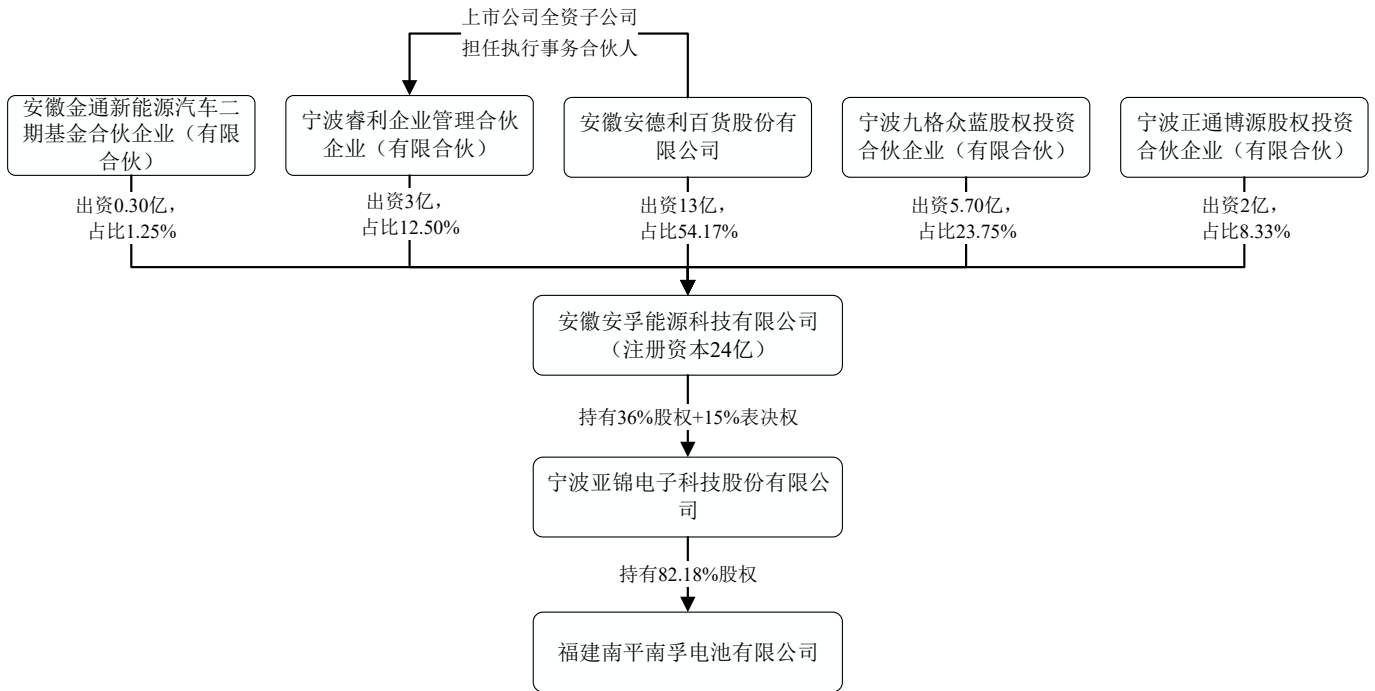 上市公司全资子公司
担任执行事务合伙人
安徽金通新能源汽车二
期基金合伙企业（有限
合伙）
宁波睿利企业管理合伙
企业（有限合伙）
安徽安德利百货股份有
限公司
宁波九格众蓝股权投资
合伙企业（有限合伙）
宁波正通博源股权投资
合伙企业（有限合伙）
出资0.30亿，
占比1.25%
出资3亿，
占比12.50%
出资13亿，
占比54.17%
出资5.70亿，
占比23.75%
出资2亿，
占比8.33%
安徽安孚能源科技有限公司
（注册资本24亿）
持有36%股权+15%表决权
宁波亚锦电子科技股份有限公
司
持有82.18%股权
福建南平南孚电池有限公司